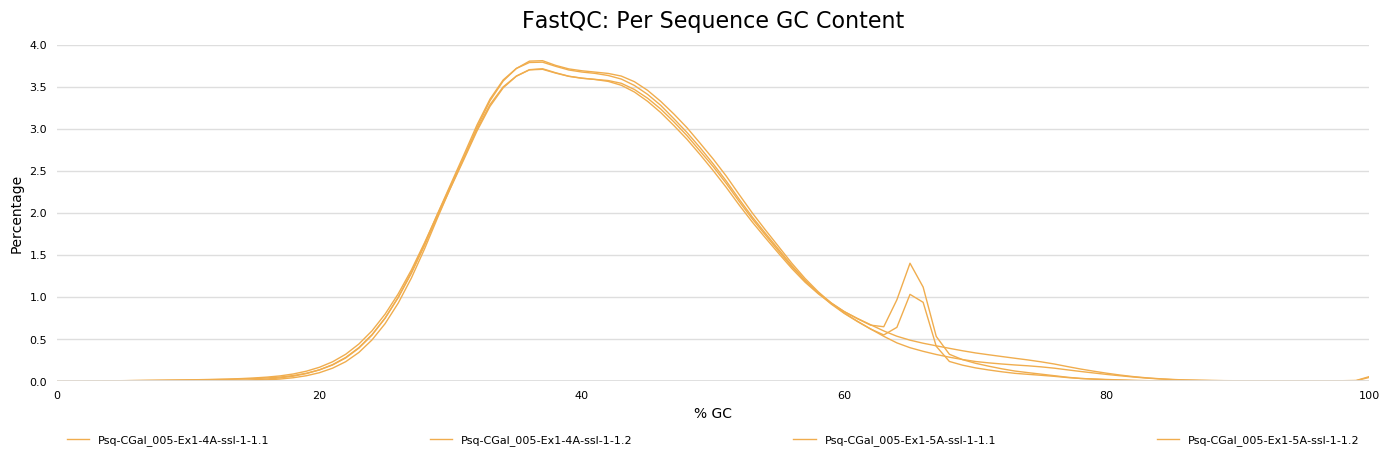 FastQC: Per Sequence GC Content
4.0
3.5
3.0
2.5
2.0
1.5
1.0
0.5
0.0
Percentage
0 20 40 60 80 100
% GC
Psq-CGal_005-Ex1-4A-ssl-1-1.1 Psq-CGal_005-Ex1-4A-ssl-1-1.2 Psq-CGal_005-Ex1-5A-ssl-1-1.1 Psq-CGal_005-Ex1-5A-ssl-1-1.2